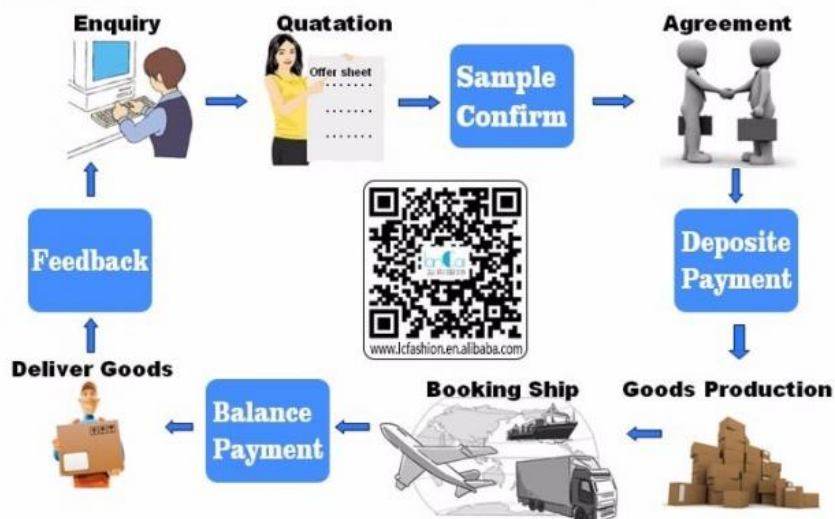 Enquiry
Quatation
Agreement
Offer sheet
Sample
Confirm
Deposite
Payment
Goods Production
Booking Ship
Balance
Payment
Deliver Goods
Feedback
www.lcfashion.en.alibaba.com